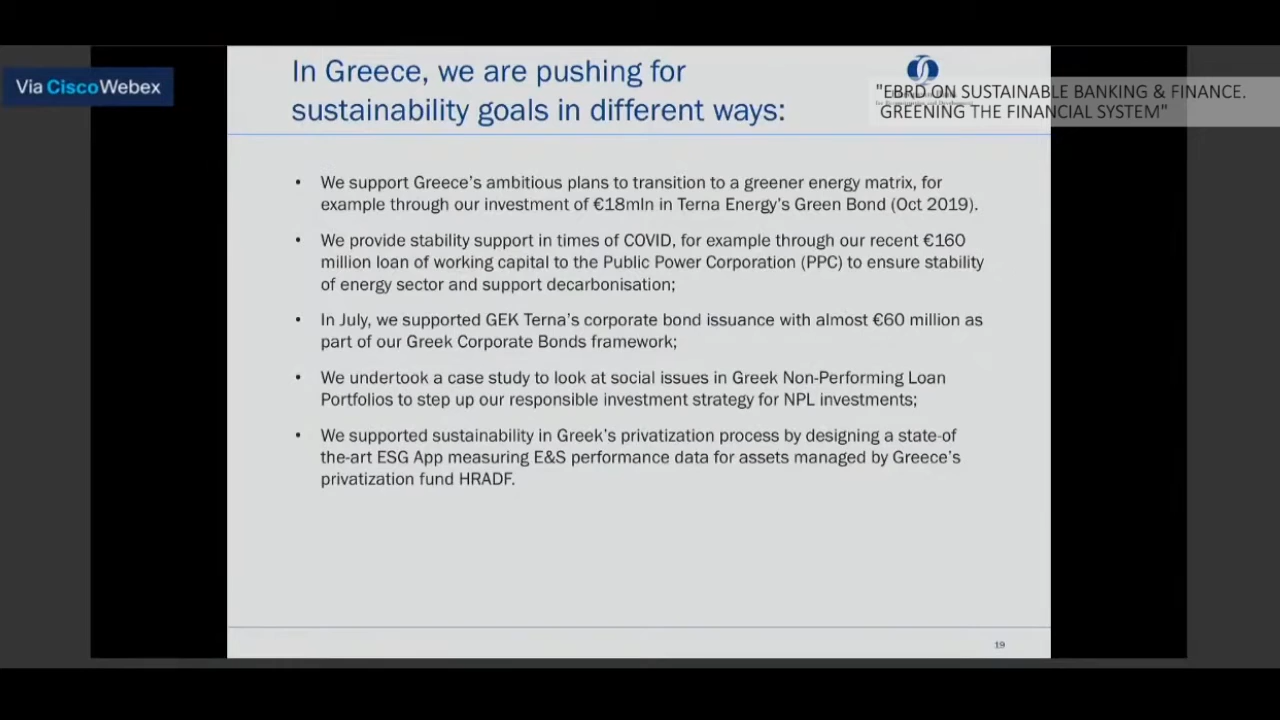 Via CiscoWebex
In Greece, we are pushing for
sustainability goals in different ways:
"EBRD ON SUSTAINABLE BANKING & FINANCE.
GREENING THE FINANCIAL SYSTEM"
• We support Greece's ambitious plans to transition to a greener energy matrix, for
example through our investment of €18mln in Terna Energy's Green Bond (Oct 2019).
• We provide stability support in times of COVID, for example through our recent €160
million loan of working capital to the Public Power Corporation (PPC) to ensure stability
of energy sector and support decarbonisation;
• In July, we supported GEK Terna's corporate bond issuance with almost €60 million as
part of our Greek Corporate Bonds framework;
• We undertook a case study to look at social issues in Greek Non-Performing Loan
Portfolios to step up our responsible investment strategy for NPL investments;
• We supported sustainability in Greek's privatization process by designing a state-of
the-art ESG App measuring E&S performance data for assets managed by Greece's
privatization fund HRADF.
19